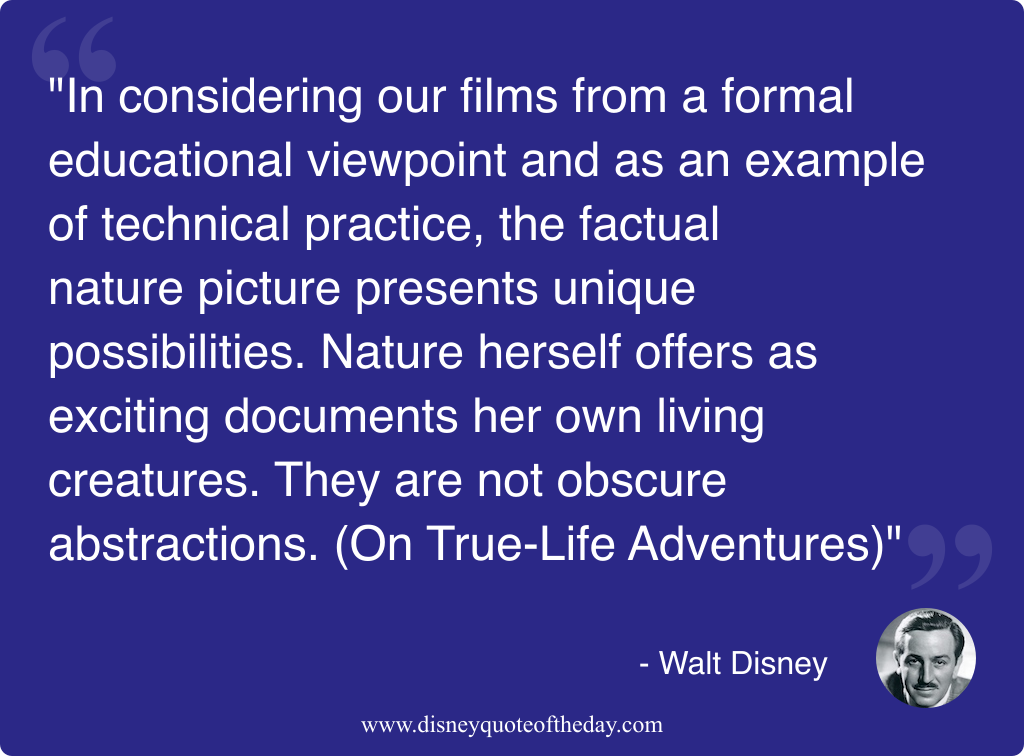 "In considering our films from a formal
educational viewpoint and as an example
of technical practice, the factual
nature picture presents unique
possibilities. Nature herself offers as
exciting documents her own living
creatures. They are not obscure
abstractions. (On True-Life Adventures)"
- Walt Disney
www.disneyquoteoftheday.com